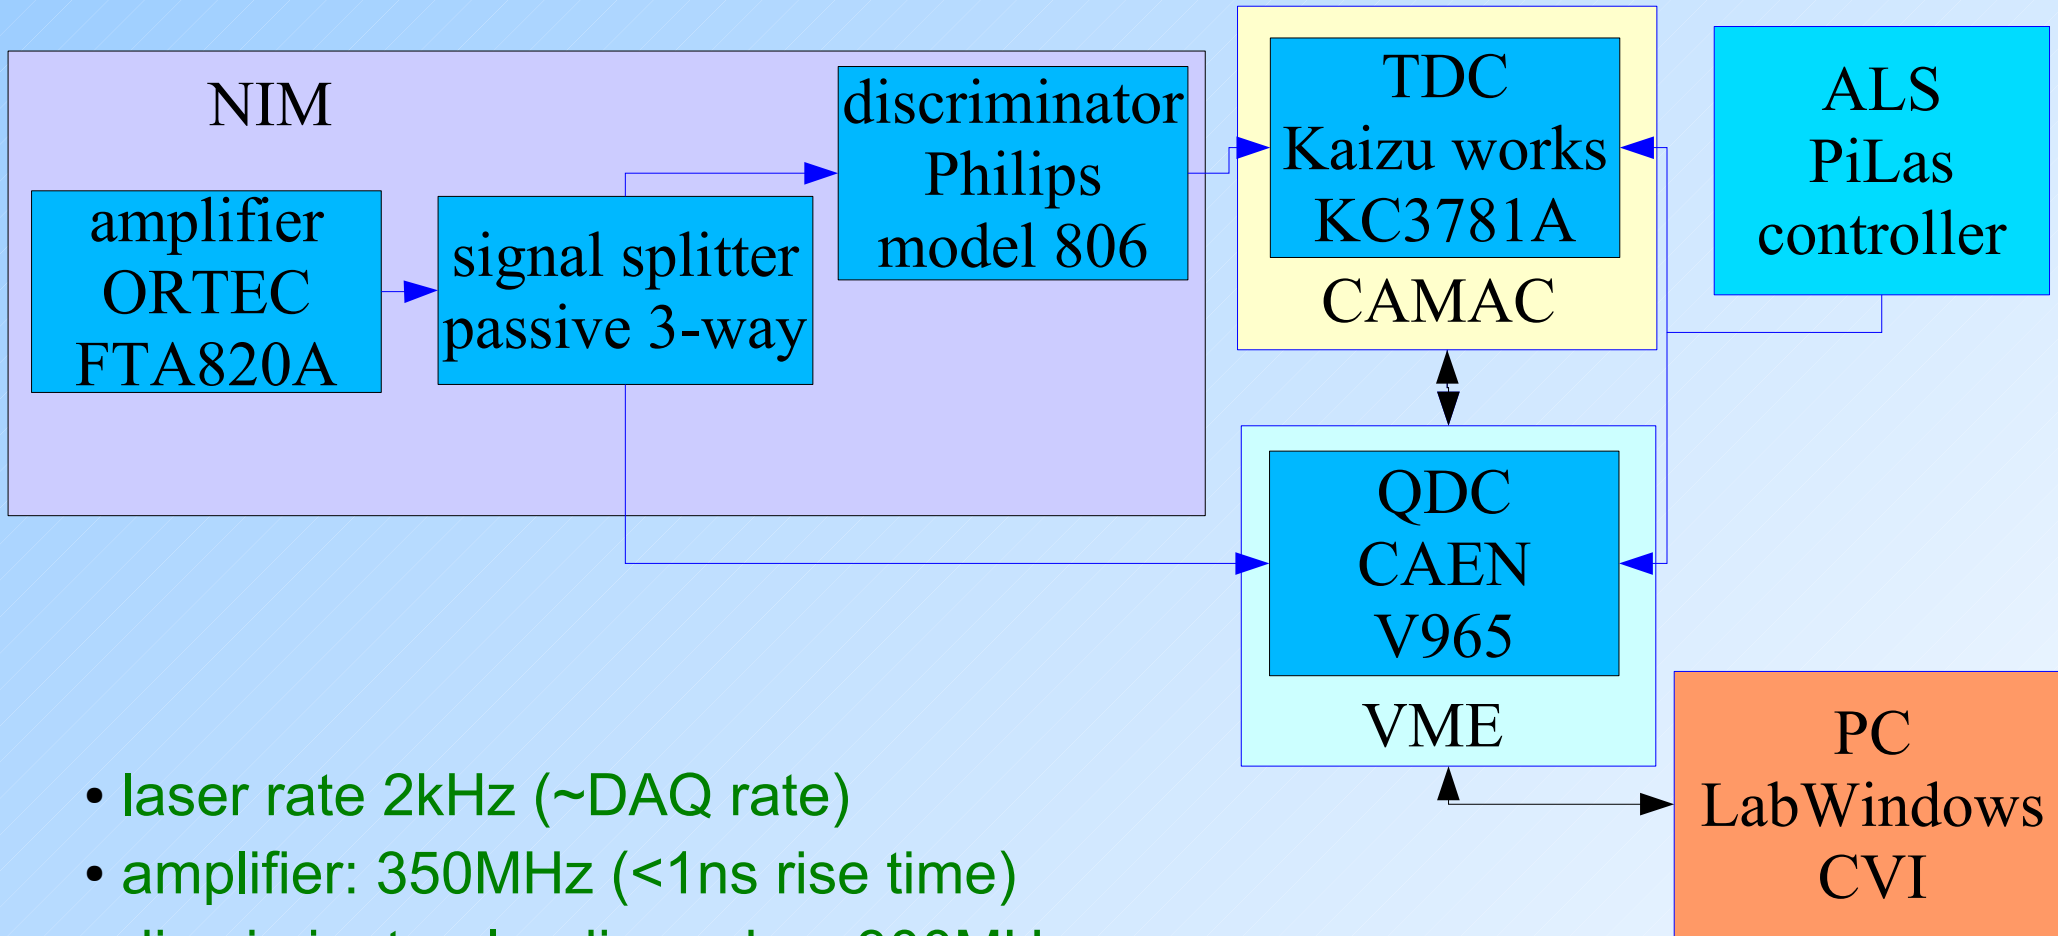 NIM
amplifier
ORTEC
FTA820A
signal splitter
passive 3-way
discriminator
Philips
model 806
TDC
Kaizu works
KC3781A
CAMAC
ALS
PiLas
controller
QDC
CAEN
V965
VME
PC
LabWindows
CVI
• laser rate 2kHz (~DAQ rate)
• amplifier: 350MHz (<1ns rise time)